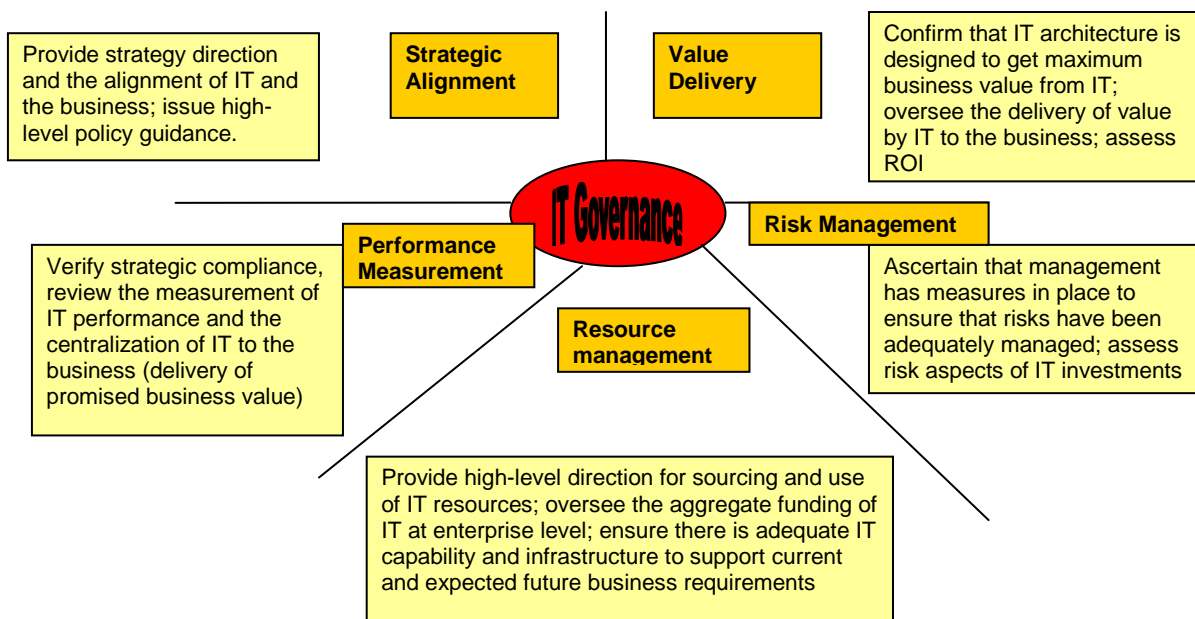 Provide strategy direction
and the alignment of IT and
the business; issue high-
level policy guidance.
Strategic
Alignment
Value
Delivery
Confirm that IT architecture is
designed to get maximum
business value from IT;
oversee the delivery of value
by IT to the business; assess
ROI
IT Governance
Performance
Measurement
Risk Management
Verify strategic compliance,
review the measurement of
IT performance and the
centralization of IT to the
business (delivery of
promised business value)
Resource
management
Ascertain that management
has measures in place to
ensure that risks have been
adequately managed; assess
risk aspects of IT investments
Provide high-level direction for sourcing and use
of IT resources; oversee the aggregate funding of
IT at enterprise level; ensure there is adequate IT
capability and infrastructure to support current
and expected future business requirements